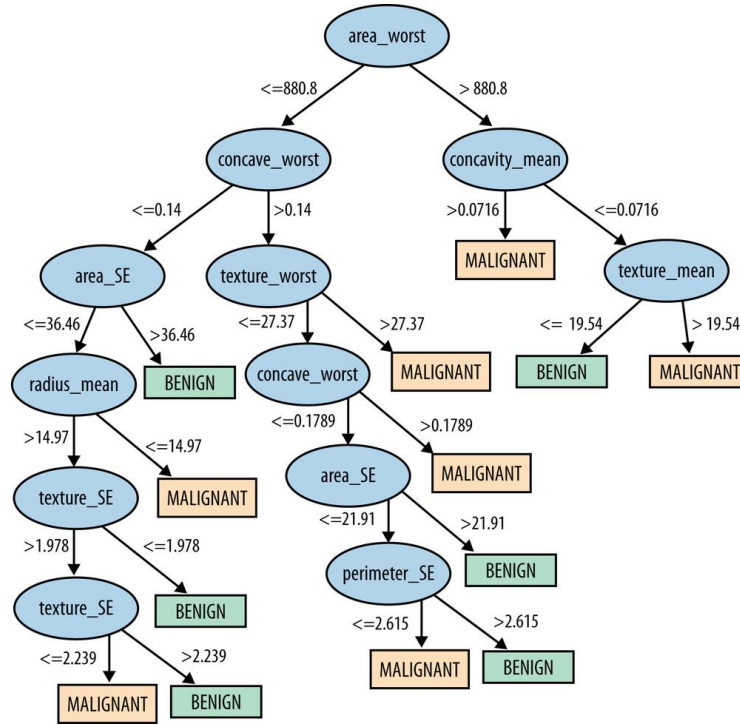 area_worst
<=880.8
> 880.8
concave_worst
concavity_mean
<=0.14
>0.14
>0.0716
<=0.0716
area_SE
texture_worst
MALIGNANT
texture_mean
<=36.46
>36.46
<=27.37
>27.37
<= 19.54
> 19.54
radius_mean
BENIGN
concave_worst
MALIGNANT
BENIGN
MALIGNANT
>14.97
<=14.97
<=0.1789
>0.1789
texture_SE
MALIGNANT
area_SE
MALIGNANT
>1.978
<=1.978
<=21.91
>21.91
texture_SE
BENIGN
perimeter_SE
BENIGN
<=2.239
>2.239
<=2.615
>2.615
MALIGNANT
BENIGN
MALIGNANT
BENIGN